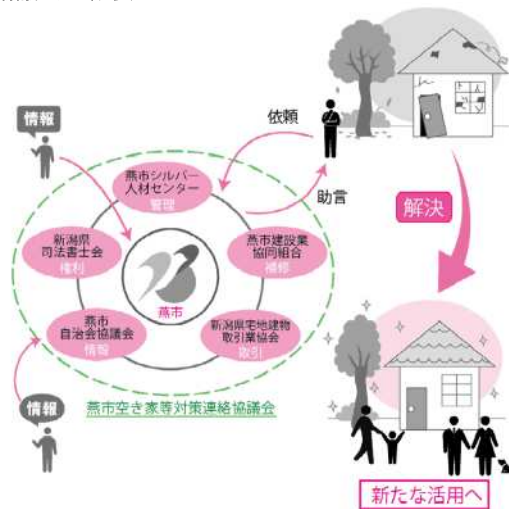 情報
依頼
助言
燕市シルバー
人材センター
管理
新潟県
司法書士会
権利
燕市建設業
協同組合
補修
燕市
燕市
自治会協議会
情報
新潟県宅地建物
取引業協会
取引
情報
燕市空き家等対策連絡協議会
解決
新たな活用へ